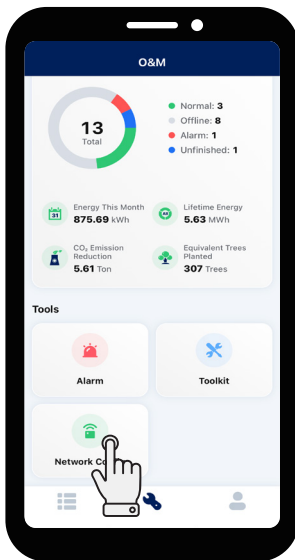 O&M
13
Total
Normal: 3
Offline: 8
Alarm: 1
Unfinished: 1
31
Energy This Month
875.69 kWh
Lifetime Energy
5.63 MWh
CO₂ Emission
Reduction
5.61 Ton
Equivalent Trees
Planted
307 Trees
Tools
Alarm
Toolkit
Network